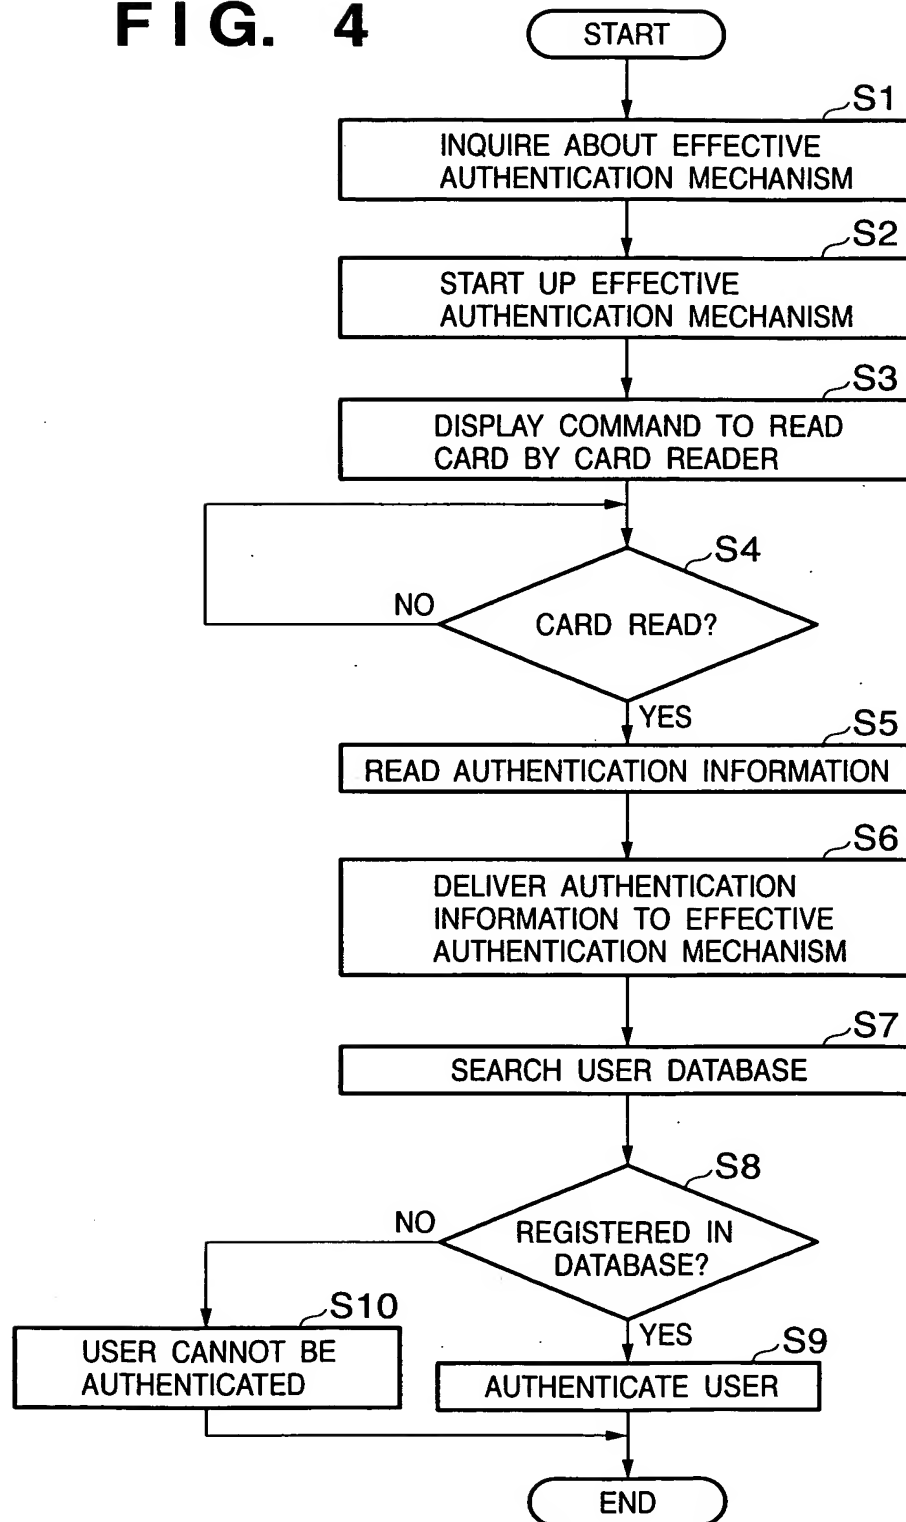 FIG. 4
START
S1
INQUIRE ABOUT EFFECTIVE
AUTHENTICATION MECHANISM
S2
START UP EFFECTIVE
AUTHENTICATION MECHANISM
S3
DISPLAY COMMAND TO READ
CARD BY CARD READER
S4
NO
CARD READ?
YES
S5
READ AUTHENTICATION INFORMATION
S6
DELIVER AUTHENTICATION
INFORMATION TO EFFECTIVE
AUTHENTICATION MECHANISM
S7
SEARCH USER DATABASE
S8
NO
REGISTERED IN
DATABASE?
S10
YES
S9
USER CANNOT BE
AUTHENTICATED
AUTHENTICATE USER
END